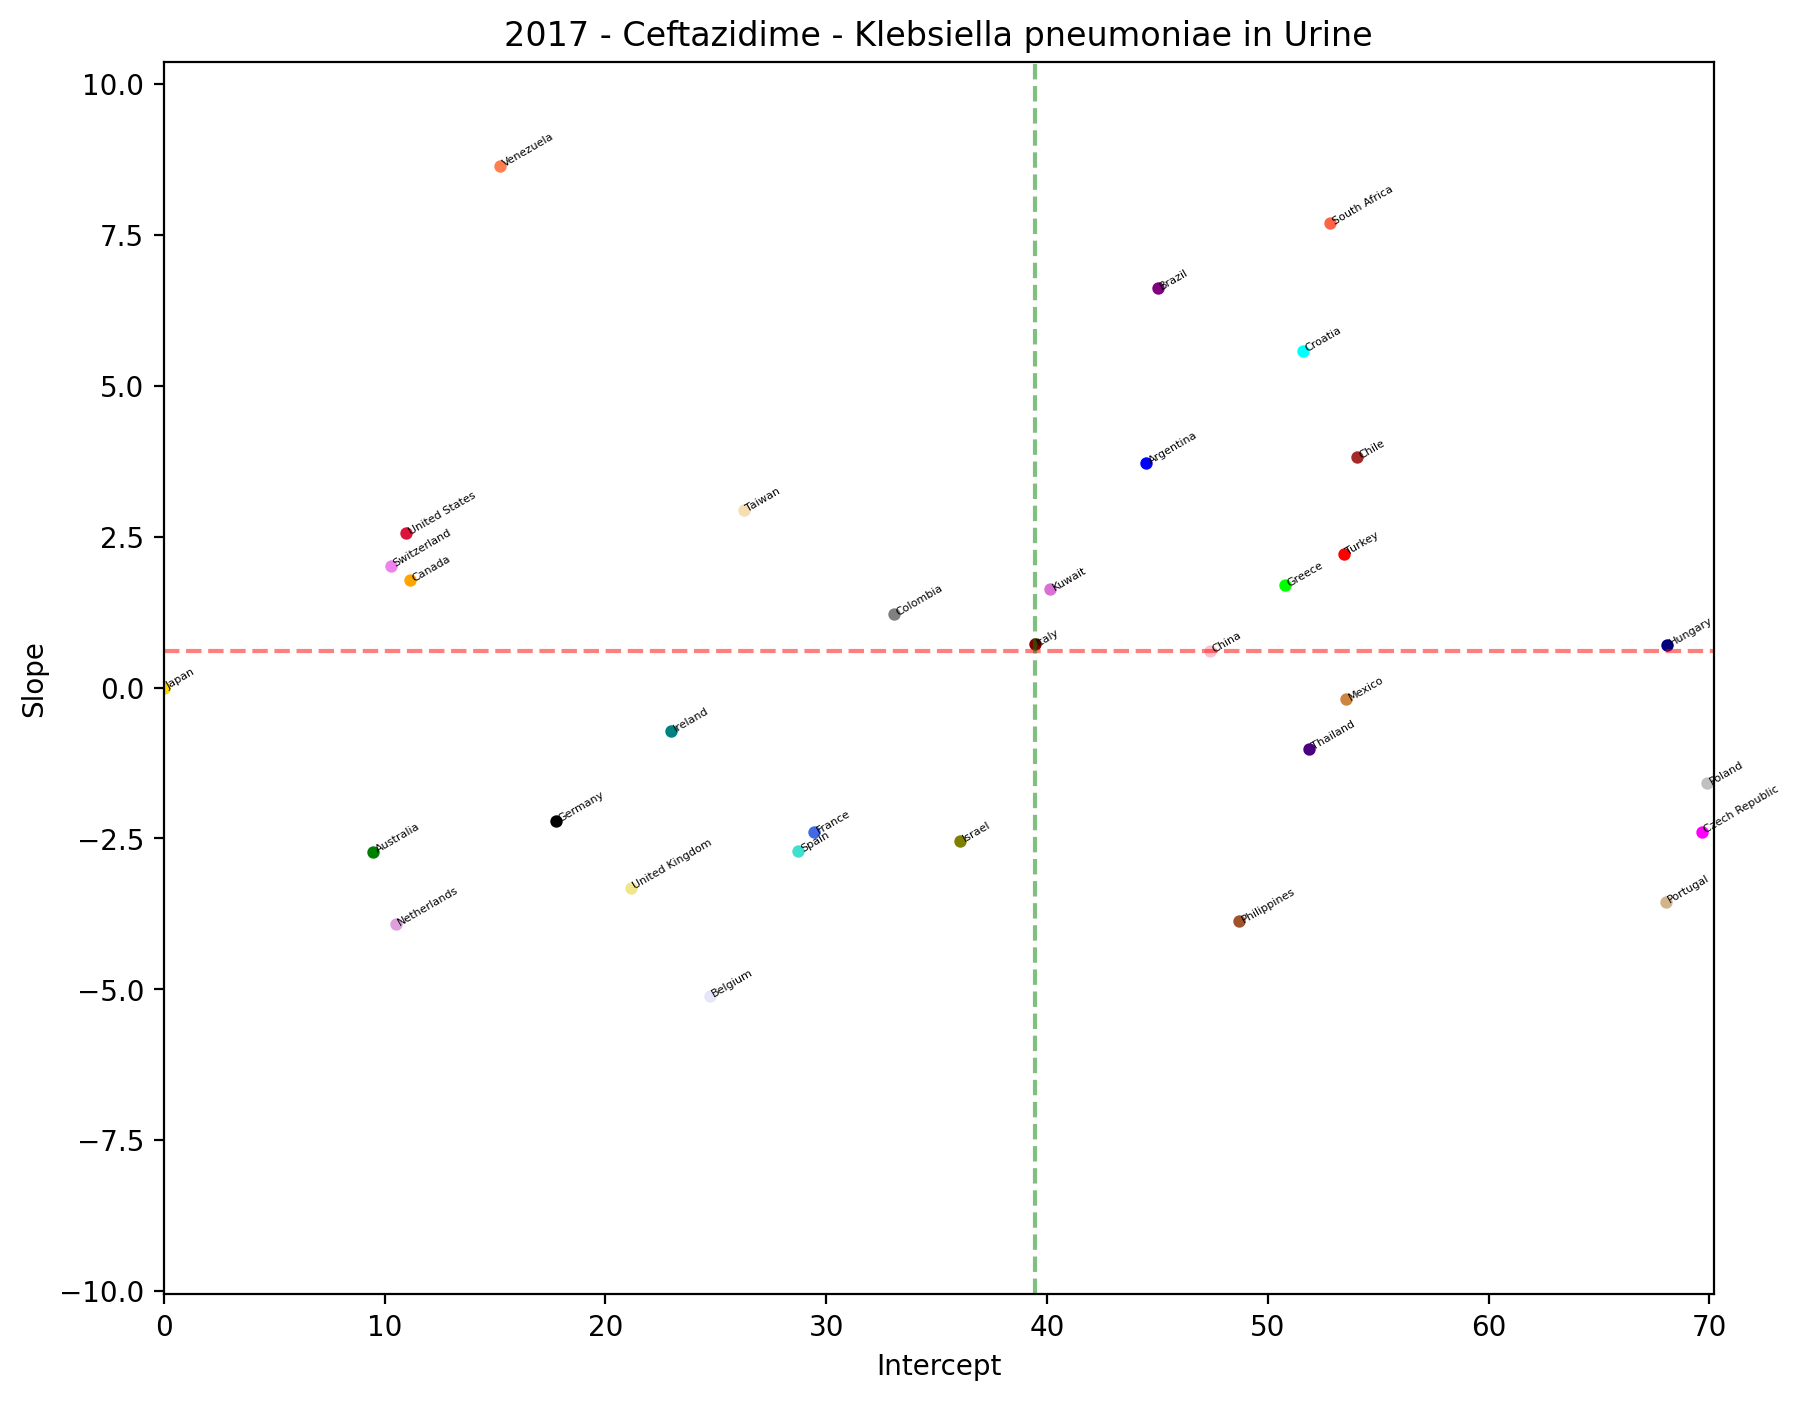 2017 - Ceftazidime - Klebsiella pneumoniae in Urine
10.0
Venezuela
South Africa
7.5
Brazil
Croatia
5.0
Argentina
Chile
Taiwan
United States
2.5
Switzerland
Turkey
Canada
Greece
Kuwait
Colombia
Italy
China
Hungary
Slope
0.0
Japan
Mexico
Ireland
Thailand
Poland
Germany
France
Czech Republic
−2.5
Australia
Spain
Israel
United Kingdom
Portugal
Netherlands
Philippines
−5.0
Belgium
−7.5
−10.0
0 10 20 30 40 50 60 70
Intercept